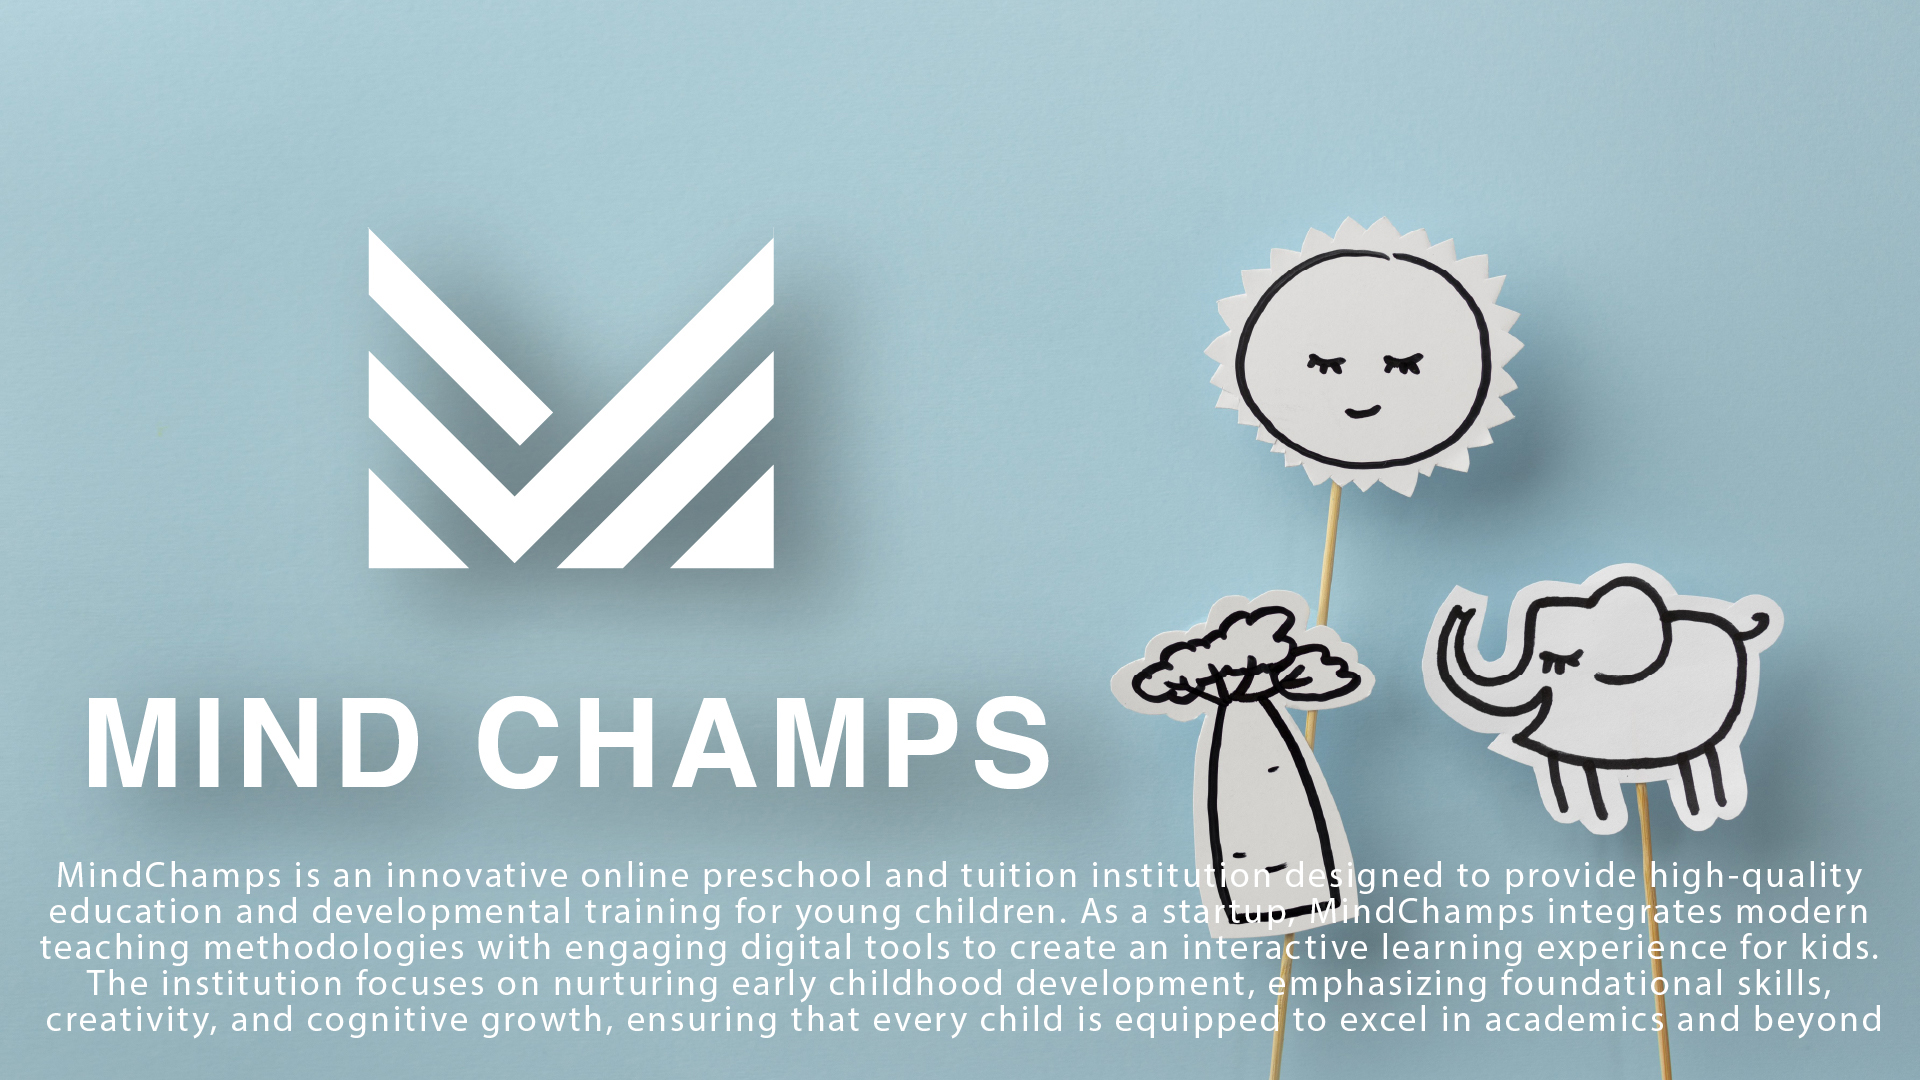 MIND CHAMPS
MindChamps is an innovative online preschool and tuition institution designed to provide high-quality
education and developmental training for young children. As a startup, MindChamps integrates modern
teaching methodologies with engaging digital tools to create an interactive learning experience for kids.
The institution focuses on nurturing early childhood development, emphasizing foundational skills,
creativity, and cognitive growth, ensuring that every child is equipped to excel in academics and beyond